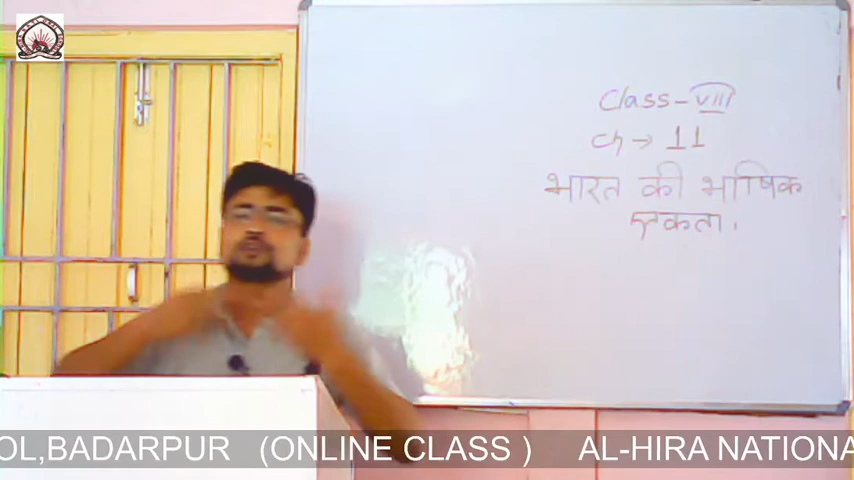 Class-VIII
Ch → 11
भारत की भाषिक
एकता.
OL,BADARPUR (ONLINE CLASS ) AL-HIRA NATIONA